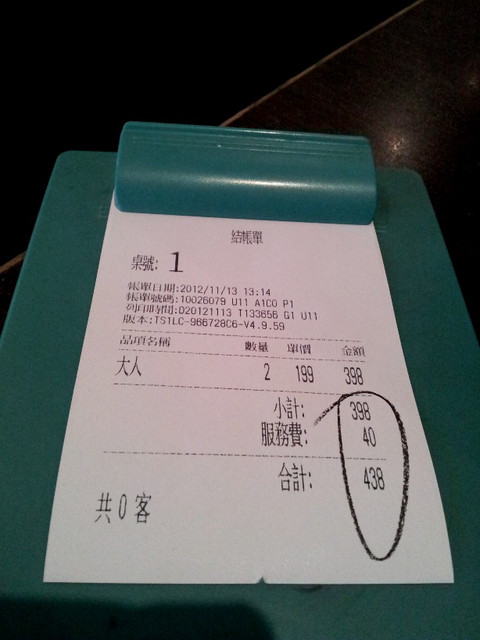 結帳單
桌號: 1
帳單日期:2012/11/13 13:14
帳單號碼:10026079 U11 A1C0 P1
列印時間:020121113 T133656 G1 U11
版本:TS1LC-966728C6-V4.9.59
品項名稱 數量 單價 金額
大人 2 199 398
小計: 398
服務費: 40
合計: 438
共0客